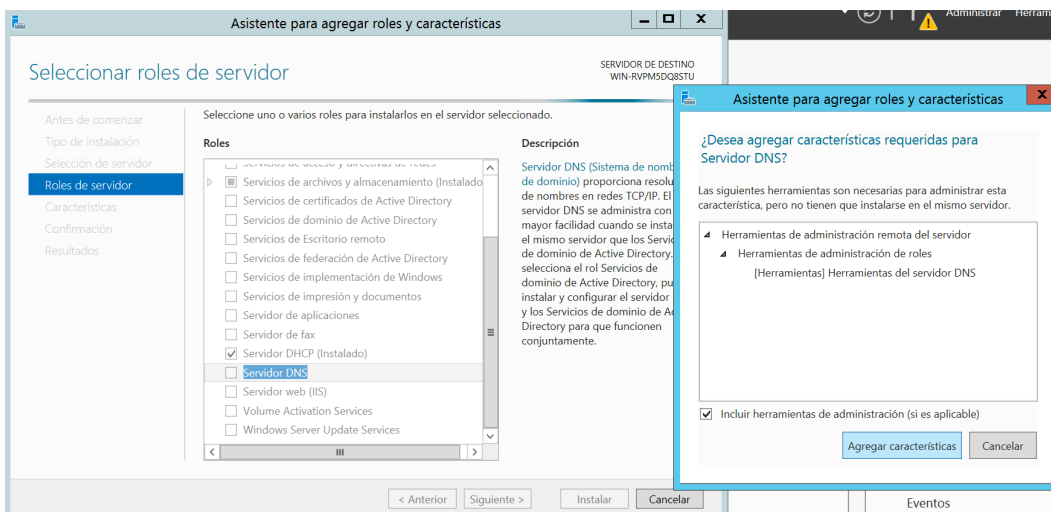 Asistente para agregar roles y características
Administrar
Seleccionar roles de servidor
SERVIDOR DE DESTINO
WIN-RVPM5DQ8STU
Antes de comenzar
Tipo de instalación
Selección de servidor
Roles de servidor
Características
Confirmación
Resultados
Seleccione uno o varios roles para instalarlos en el servidor seleccionado.
Roles
Servicios de acceso y directivas de redes
Servicios de archivos y almacenamiento (Instalado
Servicios de certificados de Active Directory
Servicios de dominio de Active Directory
Servicios de Escritorio remoto
Servicios de federación de Active Directory
Servicios de implementación de Windows
Servicios de impresión y documentos
Servidor de aplicaciones
Servidor de fax
Servidor DHCP (Instalado)
Servidor DNS
Servidor web (IIS)
Volume Activation Services
Windows Server Update Services
Descripción
Servidor DNS (Sistema de nomb
de dominio) proporciona resolu
de nombres en redes TCP/IP. El
servidor DNS se administra con
mayor facilidad cuando se insta
el mismo servidor que los Servic
de dominio de Active Directory.
selecciona el rol Servicios de
dominio de Active Directory, pu
instalar y configurar el servidor
y los Servicios de dominio de A
Directory para que funcionen
conjuntamente.
< Anterior
Siguiente >
Instalar
Cancelar
Asistente para agregar roles y características
¿Desea agregar características requeridas para
Servidor DNS?
Las siguientes herramientas son necesarias para administrar esta
característica, pero no tienen que instalarse en el mismo servidor.
Herramientas de administración remota del servidor
Herramientas de administración de roles
[Herramientas] Herramientas del servidor DNS
Incluir herramientas de administración (si es aplicable)
Agregar características
Cancelar
Eventos